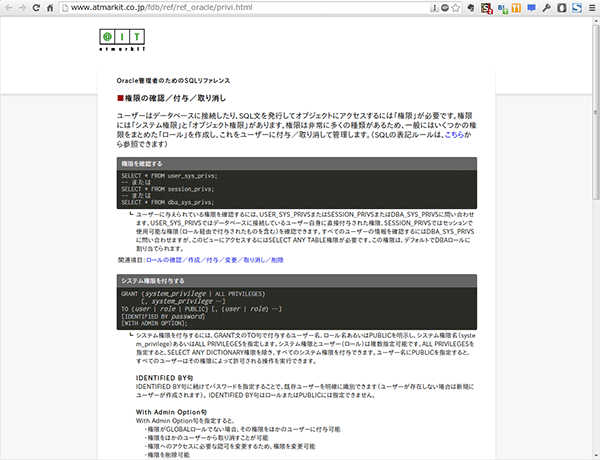 www.atmarkit.co.jp/fdb/ref/ref_oracle/privi.html
@IT
atmarkIT
Oracle管理者のためのSQLリファレンス
■権限の確認／付与／取り消し
ユーザーはデータベースに接続したり、SQL文を発行してオブジェクトにアクセスするには「権限」が必要です。権限
には「システム権限」と「オブジェクト権限」があります。権限は非常に多くの種類があるため、一般にはいくつかの権
限をまとめた「ロール」を作成し、これをユーザーに付与／取り消して管理します。（SQLの表記ルールは、こちらか
ら参照できます）
権限を確認する
SELECT * FROM user_sys_privs;
-- または
SELECT * FROM session_privs;
-- または
SELECT * FROM dba_sys_privs;
ユーザーに与えられている権限を確認するには、USER_SYS_PRIVSまたはSESSION_PRIVSまたはDBA_SYS_PRIVSに問い合わせ
ます。USER_SYS_PRIVSではデータベースに接続しているユーザー自身に直接付与された権限、SESSION_PRIVSではセッションで
使用可能な権限（ロール経由で付与されたものを含む）を確認できます。すべてのユーザーの情報を確認するにはDBA_SYS_PRIVS
に問い合わせますが、このビューにアクセスするにはSELECT ANY TABLE権限が必要です。この権限は、デフォルトでDBAロールに
割り当てられます。
関連項目：ロールの確認／作成／付与／変更／取り消し／削除
システム権限を付与する
GRANT {system_privilege | ALL PRIVILEGES}
[, {system_privilege …]
TO {user | role | PUBLIC} [, {user | role} …]
[IDENTIFIED BY password]
[WITH ADMIN OPTION];
システム権限を付与するには、GRANT文のTO句で付与するユーザー名、ロール名あるいはPUBLICを明示し、システム権限名（syste
m_privilege）あるいはALL PRIVILEGESを指定します。システム権限とユーザー（ロール）は複数指定可能です。ALL PRIVILEGESを
指定すると、SELECT ANY DICTIONARY権限を除き、すべてのシステム権限を付与できます。ユーザー名にPUBLICを指定すると、
すべてのユーザーはその権限によって許可される操作を実行できます。
IDENTIFIED BY句
IDENTIFIED BY句に続けてパスワードを指定することで、既存ユーザーを明確に識別できます（ユーザーが存在しない場合は新規に
ユーザーが作成されます）。IDENTIFIED BY句はロールまたはPUBLICには指定できません。
With Admin Option句
With Admin Option句を指定すると、
・権限がGLOBALロールでない場合、その権限をほかのユーザーに付与可能
・権限をほかのユーザーから取り消すことが可能
・権限へのアクセスに必要な認可を変更するため、権限を変更可能
・権限を削除可能